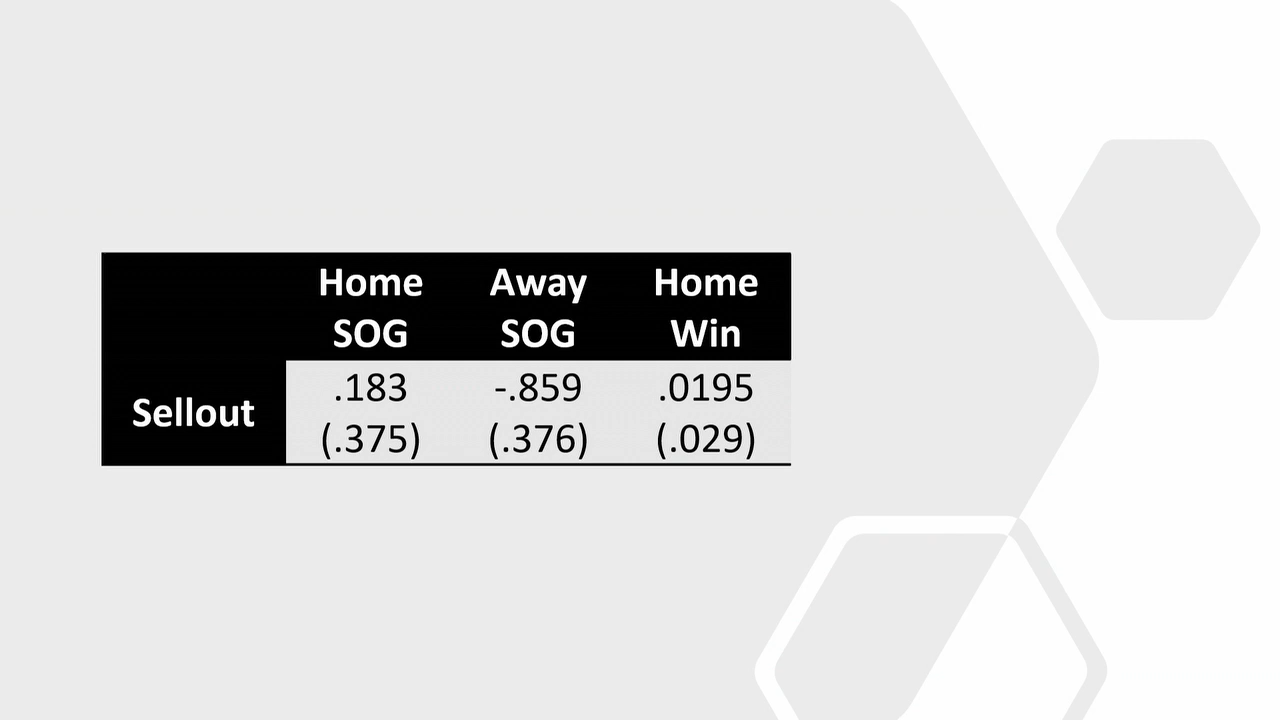 Home Away Home
SOG SOG Win
Sellout
.183 -.859 .0195
(.375) (.376) (.029)